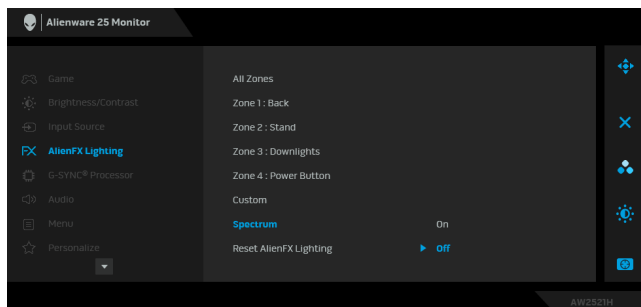 Alienware 25 Monitor
Game
Brightness/Contrast
Input Source
FX AlienFX Lighting
G-SYNC® Processor
Audio
Menu
Personalize
All Zones
Zone 1 : Back
Zone 2 : Stand
Zone 3 : Downlights
Zone 4 : Power Button
Custom
Spectrum On
Reset AlienFX Lighting Off
AW2521H